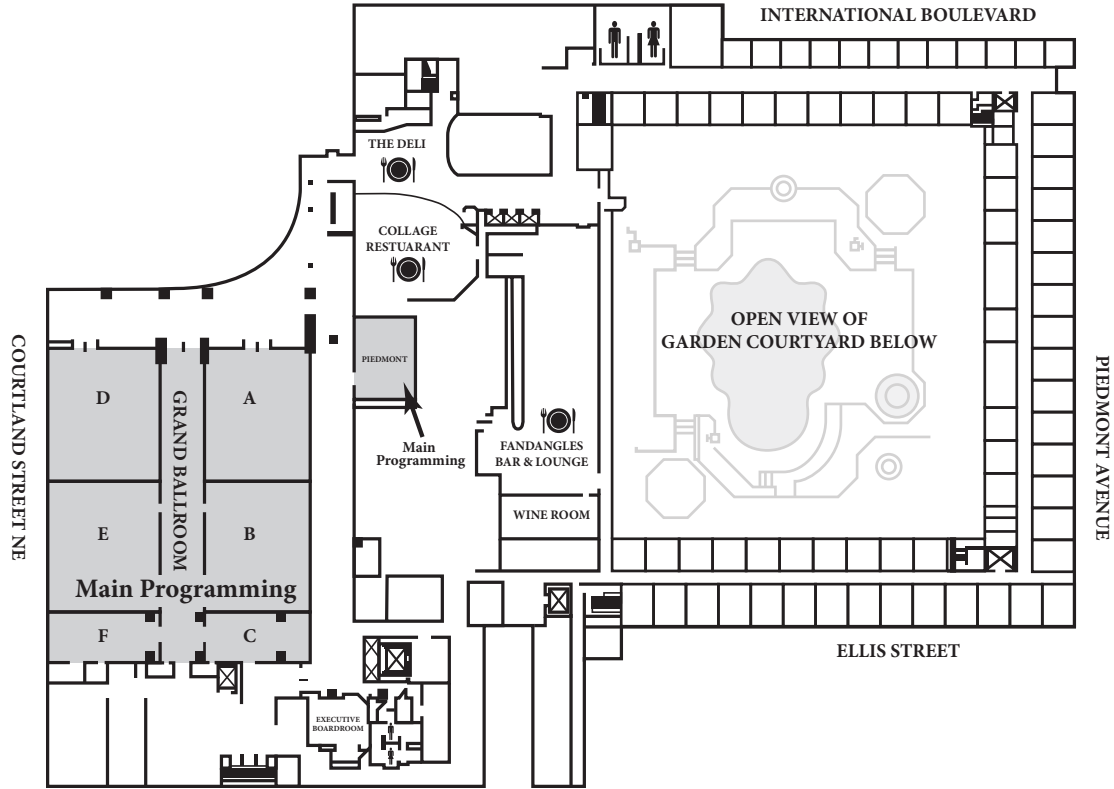 INTERNATIONAL BOULEVARD
THE DELI
COLLAGE
RESTUARANT
OPEN VIEW OF
GARDEN COURTYARD BELOW
COURTLAND STREET NE
PIEDMONT AVENUE
PIEDMONT
D
A
GRAND BALLROOM
Main
Programming
FANDANGLES
BAR & LOUNGE
WINE ROOM
E
B
Main Programming
F
C
ELLIS STREET
EXECUTIVE
BOARDROOM